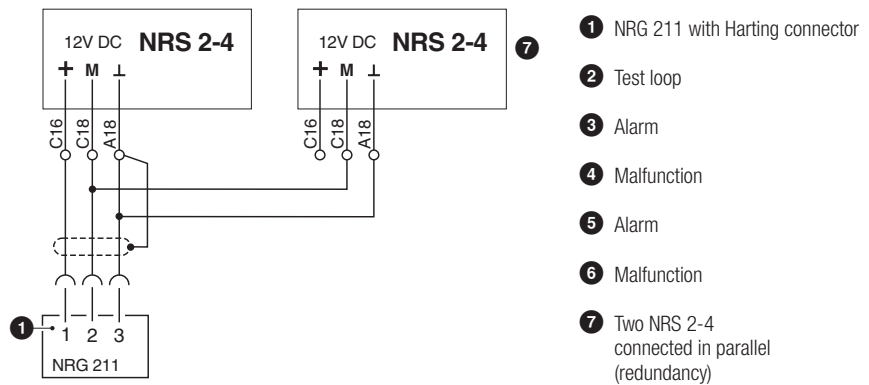 12V DC NRS 2-4
+ M ⊥
C16 C18 A18
12V DC NRS 2-4 7
+ M ⊥
C16 C18 A18
1
1 2 3
NRG 211
1 NRG 211 with Harting connector
2 Test loop
3 Alarm
4 Malfunction
5 Alarm
6 Malfunction
7 Two NRS 2-4
connected in parallel
(redundancy)